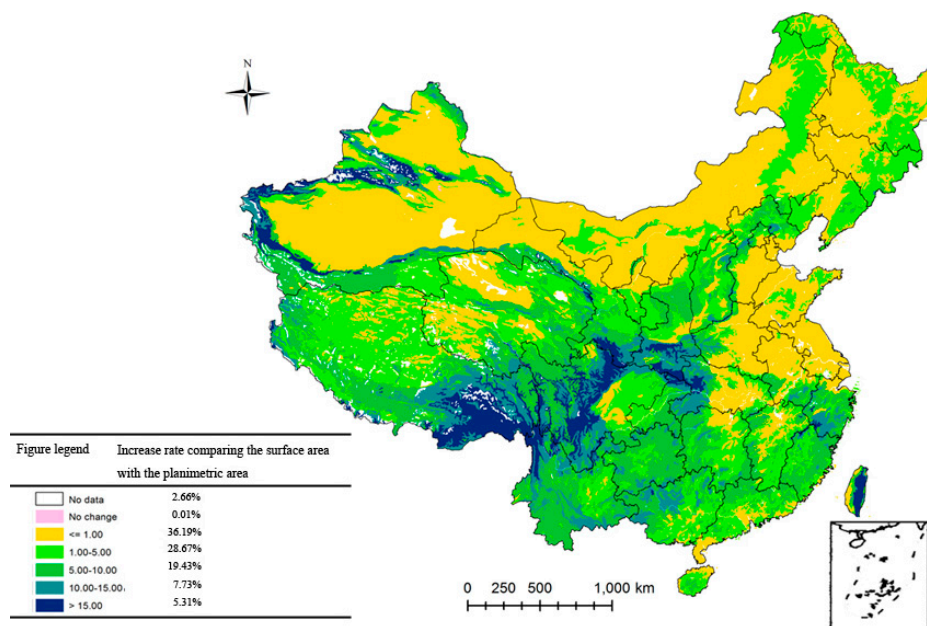 N
Figure legend Increase rate comparing the surface area
with the planimetric area
No data 2.66%
No change 0.01%
<= 1.00 36.19%
1.00-5.00 28.67%
5.00-10.00 19.43%
10.00-15.00. 7.73%
> 15.00 5.31%
0 250 500 1,000 km